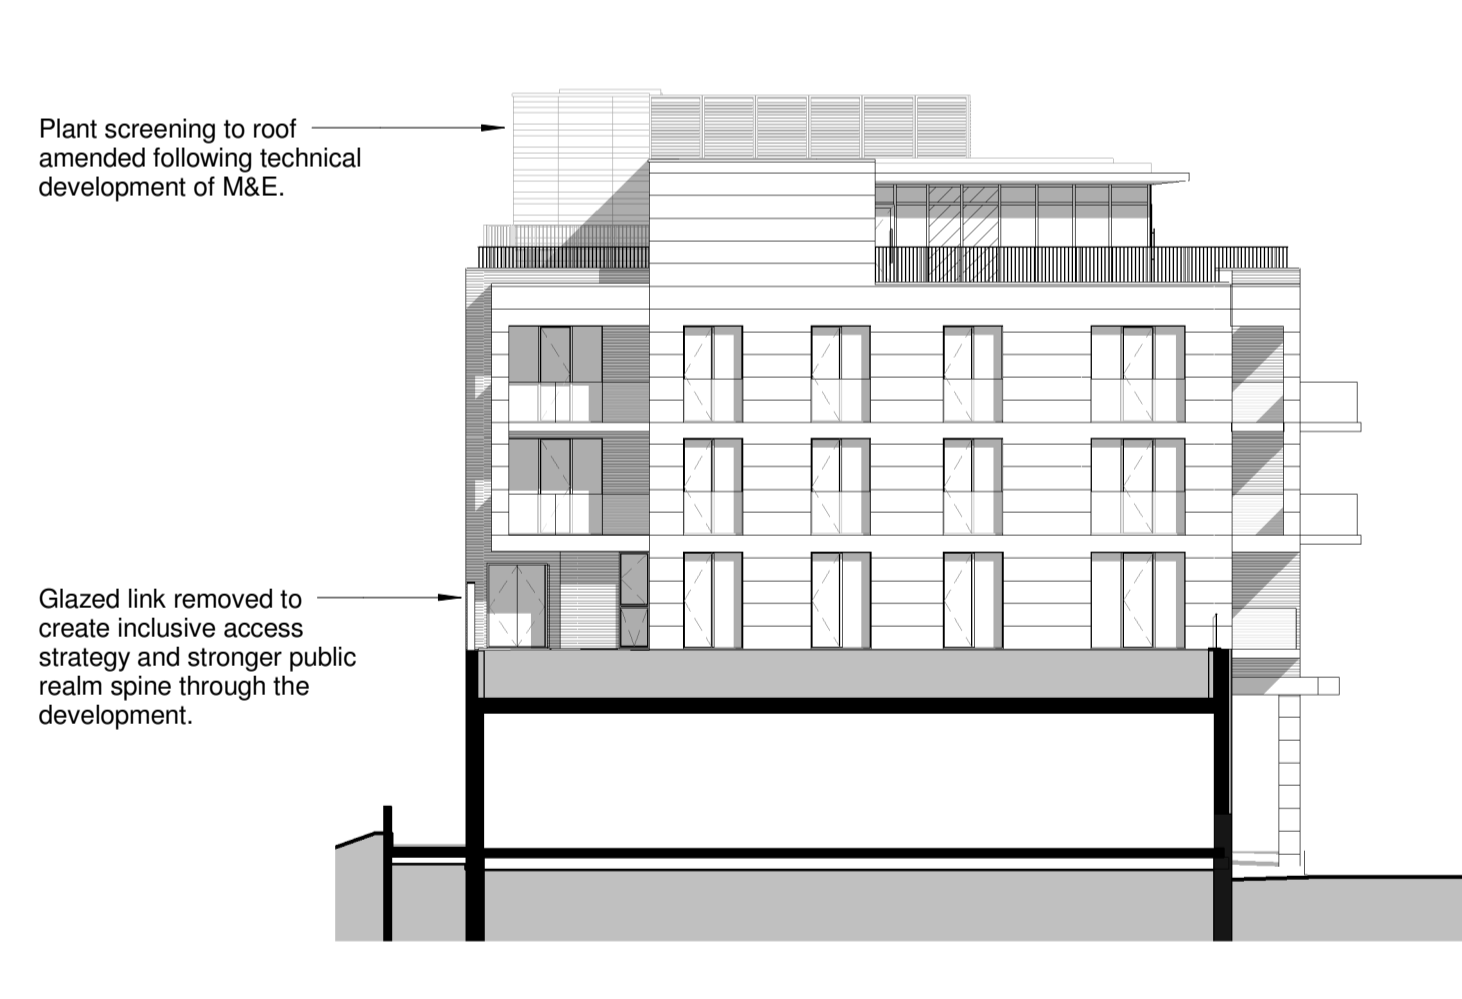 Plant screening to roof
amended following technical
development of M&E.
Glazed link removed to
create inclusive access
strategy and stronger public
realm spine through the
development.